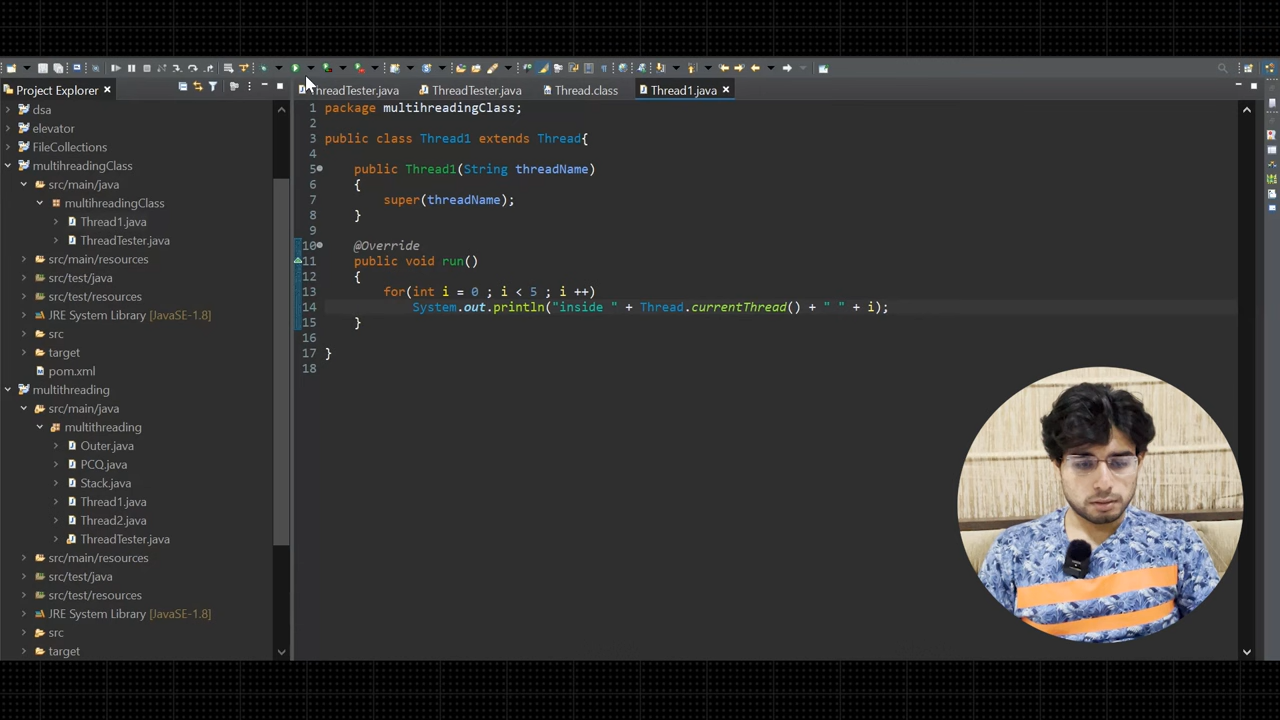 Project Explorer
ThreadTester.java
ThreadTester.java
Thread.class
Thread1.java
dsa
elevator
FileCollections
multihreadingClass
src/main/java
multihreadingClass
Thread1.java
ThreadTester.java
src/main/resources
src/test/java
src/test/resources
JRE System Library [JavaSE-1.8]
src
target
pom.xml
multithreading
src/main/java
multithreading
Outer.java
PCQ.java
Stack.java
Thread1.java
Thread2.java
ThreadTester.java
src/main/resources
src/test/java
src/test/resources
JRE System Library [JavaSE-1.8]
src
target
1 package multihreadingClass;
2
3 public class Thread1 extends Thread{
4
5 public Thread1(String threadName)
6 {
7 super(threadName);
8 }
9
10 @Override
11 public void run()
12 {
13 for(int i = 0 ; i < 5 ; i ++)
14 System.out.println("inside " + Thread.currentThread() + " " + i);
15 }
16
17 }
18